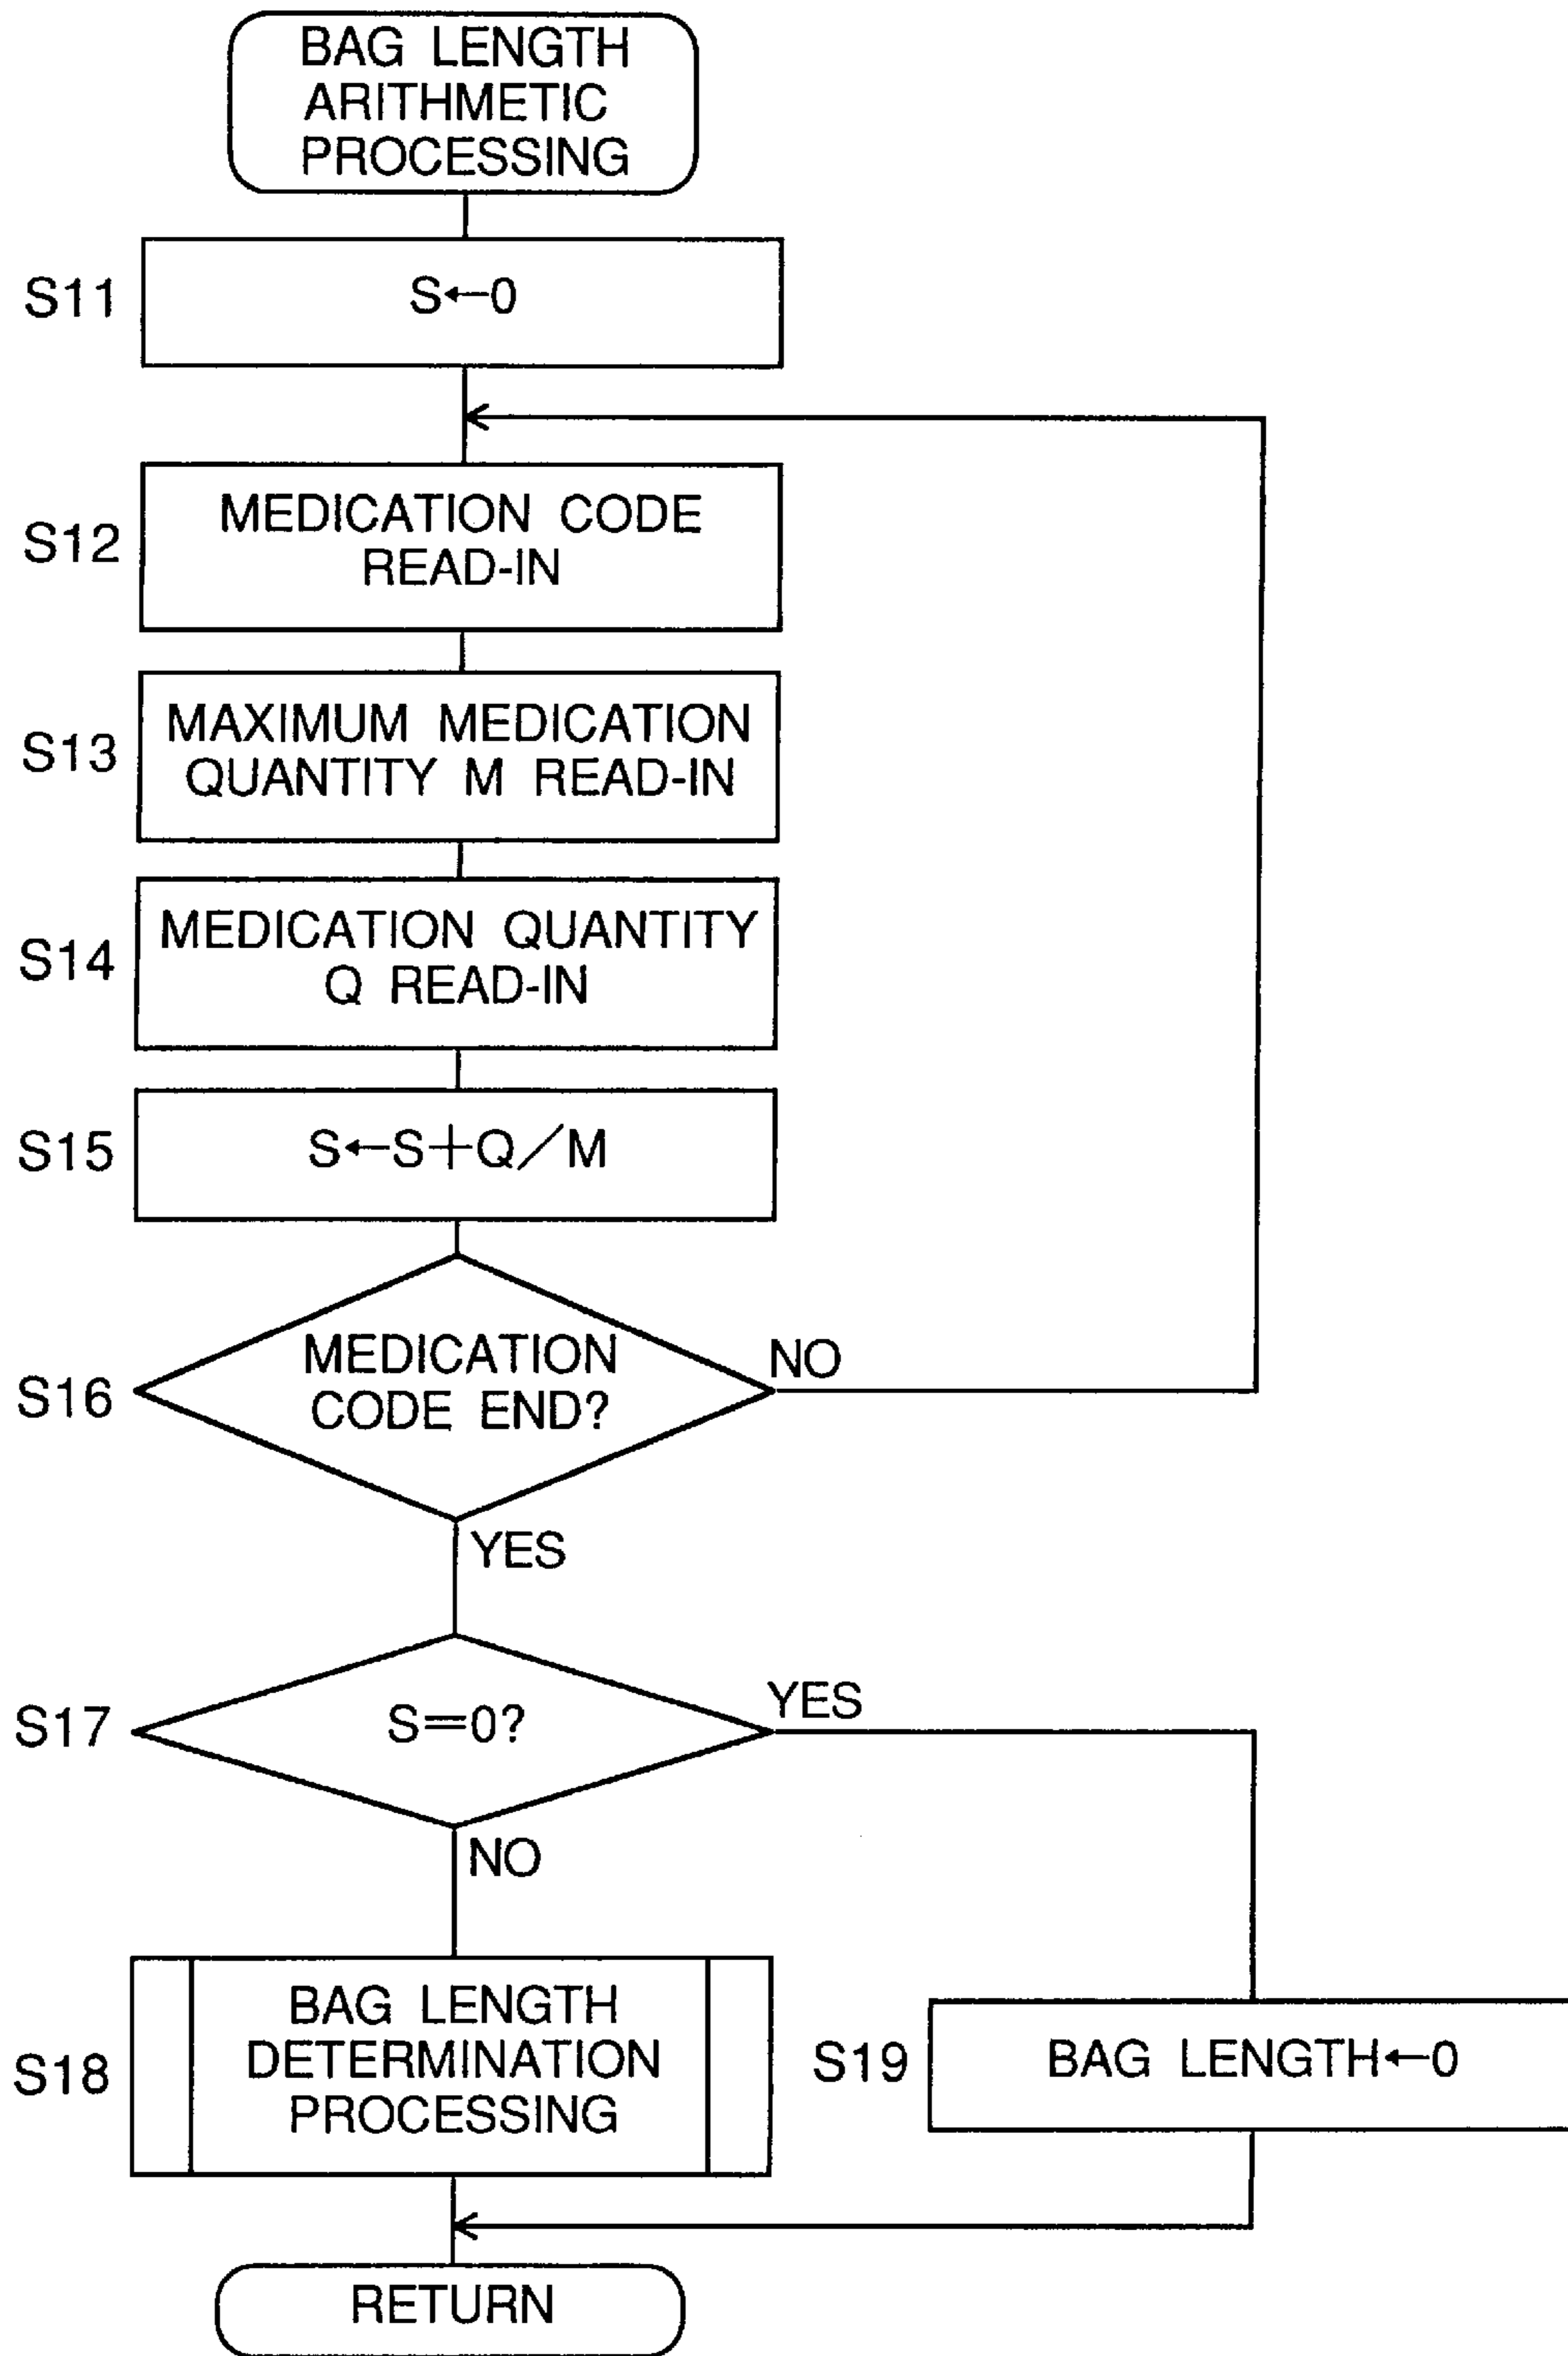 BAG LENGTH
ARITHMETIC
PROCESSING
S11
S←0
S12
MEDICATION CODE
READ-IN
S13
MAXIMUM MEDICATION
QUANTITY M READ-IN
S14
MEDICATION QUANTITY
Q READ-IN
S15
S←S+Q/M
S16
MEDICATION
CODE END?
NO
YES
S17
S=0?
YES
NO
S18
BAG LENGTH
DETERMINATION
PROCESSING
S19
BAG LENGTH←0
RETURN